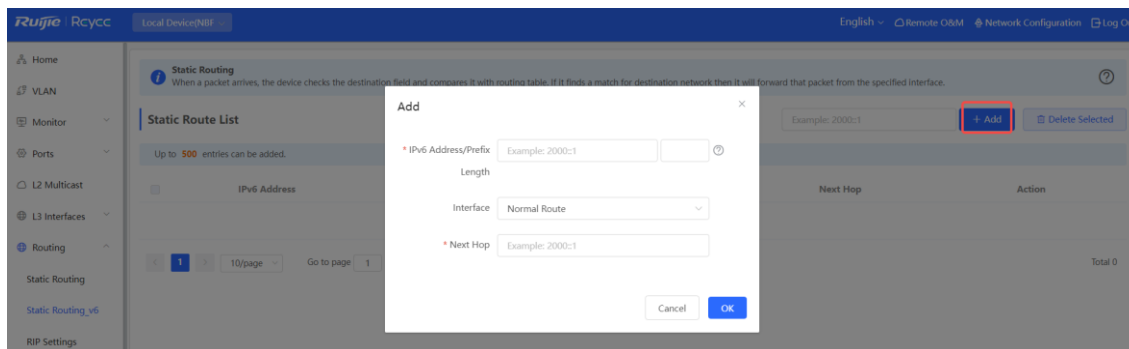 Ruijie | Rcycc
Local Device(NBF
English
Remote O&M
Network Configuration
Log O
Home
VLAN
Monitor
Ports
L2 Multicast
L3 Interfaces
Routing
Static Routing
Static Routing_v6
RIP Settings
Static Routing
When a packet arrives, the device checks the destination field and compares it with routing table. If it finds a match for destination network then it will forward that packet from the specified interface.
Static Route List
Example: 2000::1
+ Add
Delete Selected
Up to 500 entries can be added.
IPv6 Address
Next Hop
Action
1
10/page
Go to page 1
Total 0
Add
* IPv6 Address/Prefix
Length
Example: 2000::1
Interface
Normal Route
* Next Hop
Example: 2000::1
Cancel
OK